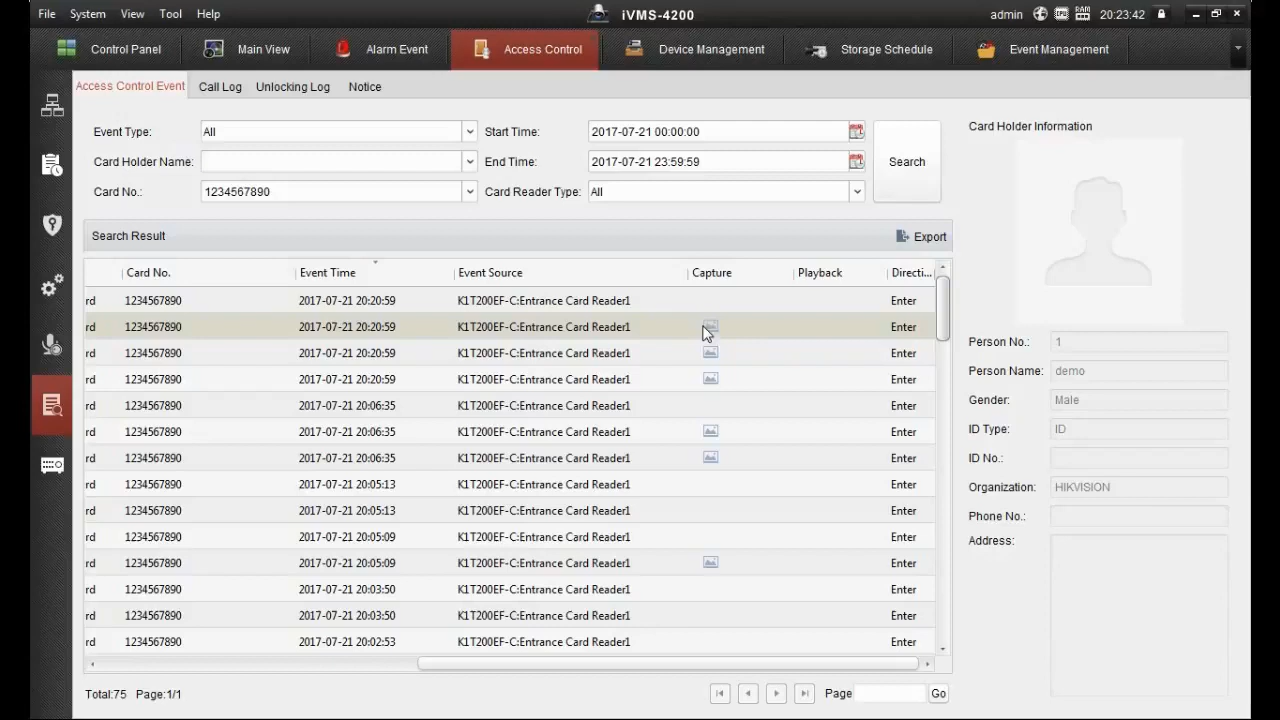 File System View Tool Help iVMS-4200 admin RAM 20:23:42
Control Panel Main View Alarm Event Access Control Device Management Storage Schedule Event Management
Access Control Event Call Log Unlocking Log Notice
Event Type: All Start Time: 2017-07-21 00:00:00
Card Holder Name: End Time: 2017-07-21 23:59:59 Search
Card No.: 1234567890 Card Reader Type: All
Search Result Export
Card No. Event Time Event Source Capture Playback Directi...
rd 1234567890 2017-07-21 20:20:59 K1T200EF-C:Entrance Card Reader1 Enter
rd 1234567890 2017-07-21 20:20:59 K1T200EF-C:Entrance Card Reader1 Enter
rd 1234567890 2017-07-21 20:20:59 K1T200EF-C:Entrance Card Reader1 Enter
rd 1234567890 2017-07-21 20:20:59 K1T200EF-C:Entrance Card Reader1 Enter
rd 1234567890 2017-07-21 20:06:35 K1T200EF-C:Entrance Card Reader1 Enter
rd 1234567890 2017-07-21 20:06:35 K1T200EF-C:Entrance Card Reader1 Enter
rd 1234567890 2017-07-21 20:06:35 K1T200EF-C:Entrance Card Reader1 Enter
rd 1234567890 2017-07-21 20:05:13 K1T200EF-C:Entrance Card Reader1 Enter
rd 1234567890 2017-07-21 20:05:13 K1T200EF-C:Entrance Card Reader1 Enter
rd 1234567890 2017-07-21 20:05:09 K1T200EF-C:Entrance Card Reader1 Enter
rd 1234567890 2017-07-21 20:05:09 K1T200EF-C:Entrance Card Reader1 Enter
rd 1234567890 2017-07-21 20:03:50 K1T200EF-C:Entrance Card Reader1 Enter
rd 1234567890 2017-07-21 20:03:50 K1T200EF-C:Entrance Card Reader1 Enter
rd 1234567890 2017-07-21 20:02:53 K1T200EF-C:Entrance Card Reader1 Enter
Total:75 Page:1/1 Page Go
Card Holder Information
Person No.: 1
Person Name: demo
Gender: Male
ID Type: ID
ID No.:
Organization: HIKVISION
Phone No.:
Address: